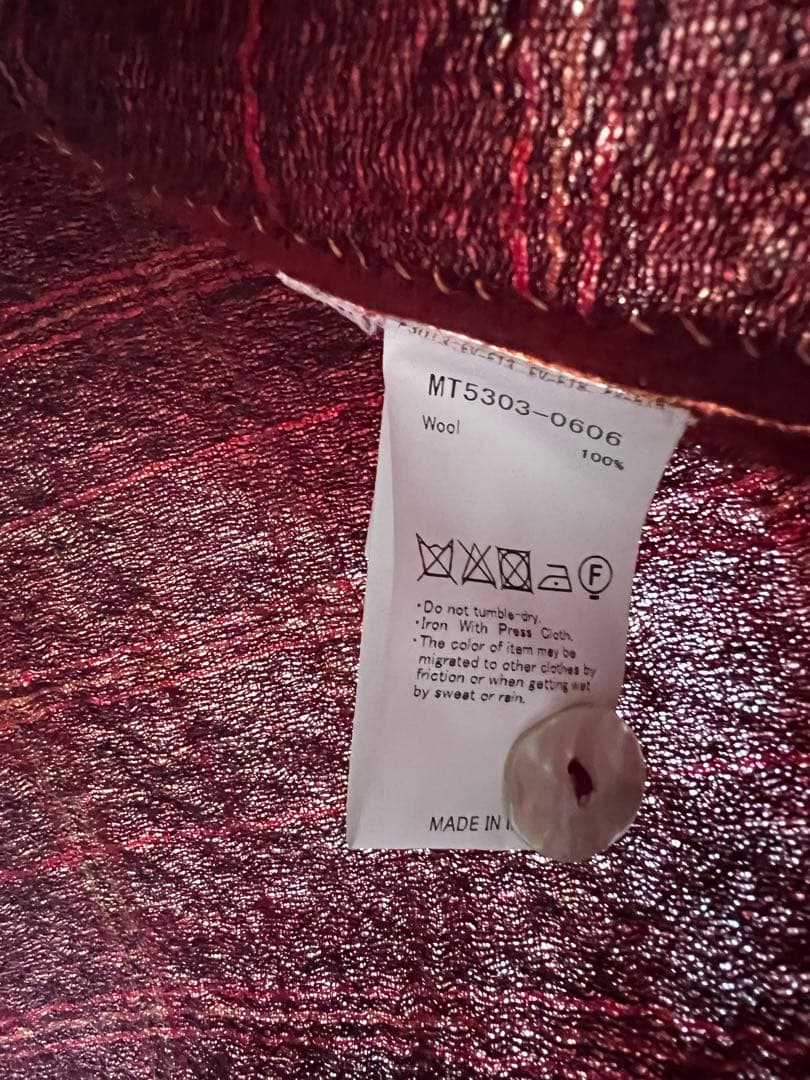 MT5303-0606
Wool
100%
F
・Do not tumble-dry.
・Iron With Press Cloth.
・The color of item may be
migrated to other clothes by
friction or when getting wet
by sweat or rain.
MADE IN